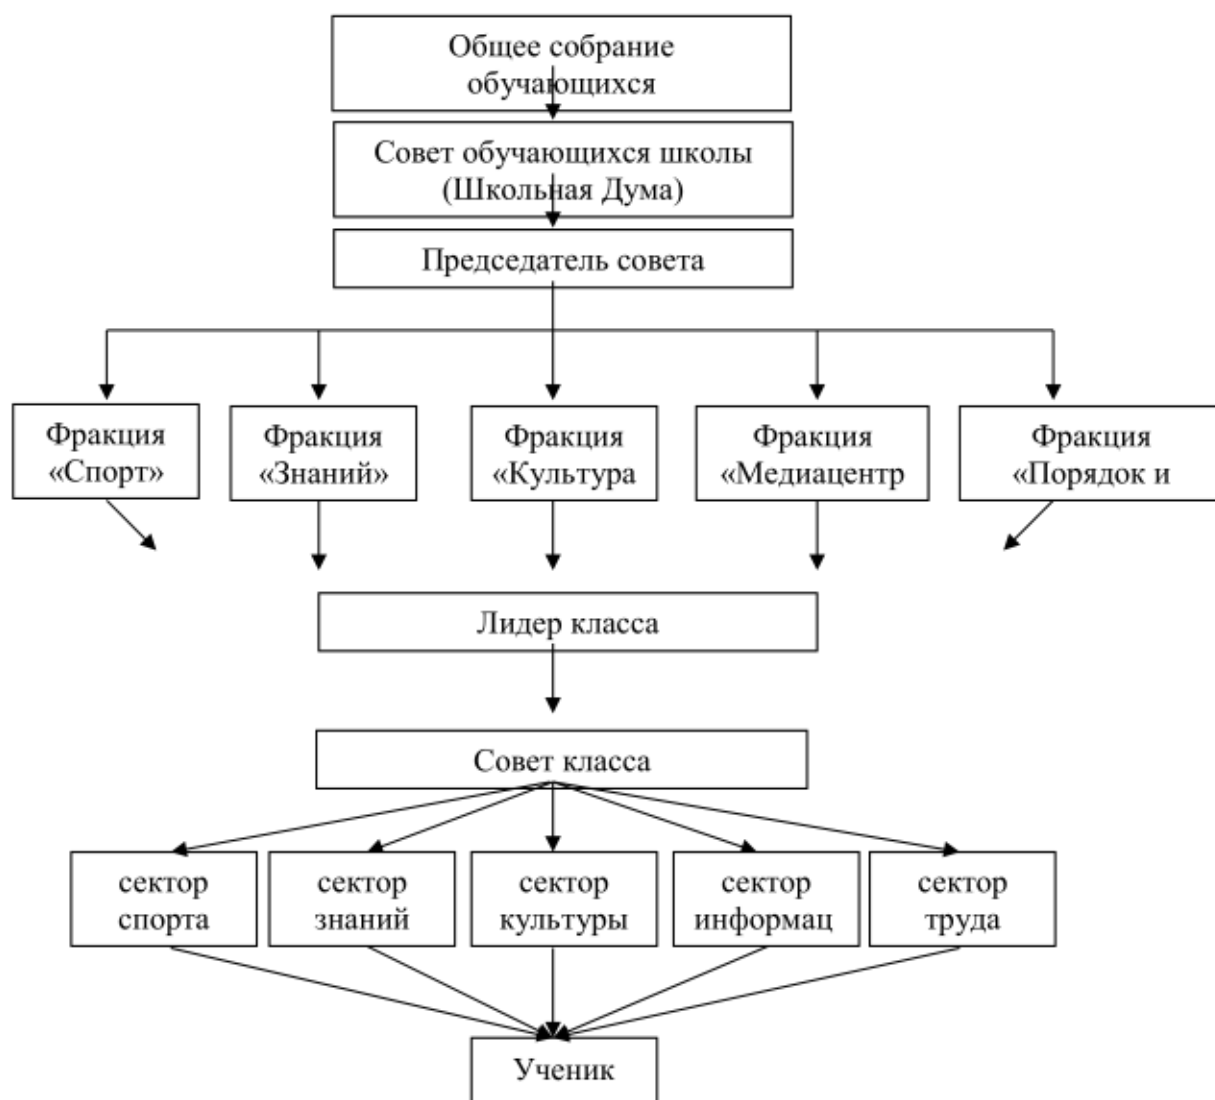 Общее собрание
обучающихся
Совет обучающихся школы
(Школьная Дума)
Председатель совета
Фракция
«Спорт»
Фракция
«Знаний»
Фракция
«Культура
Фракция
«Медиацентр
Фракция
«Порядок и
Лидер класса
Совет класса
сектор
спорта
сектор
знаний
сектор
культуры
сектор
информац
сектор
труда
Ученик